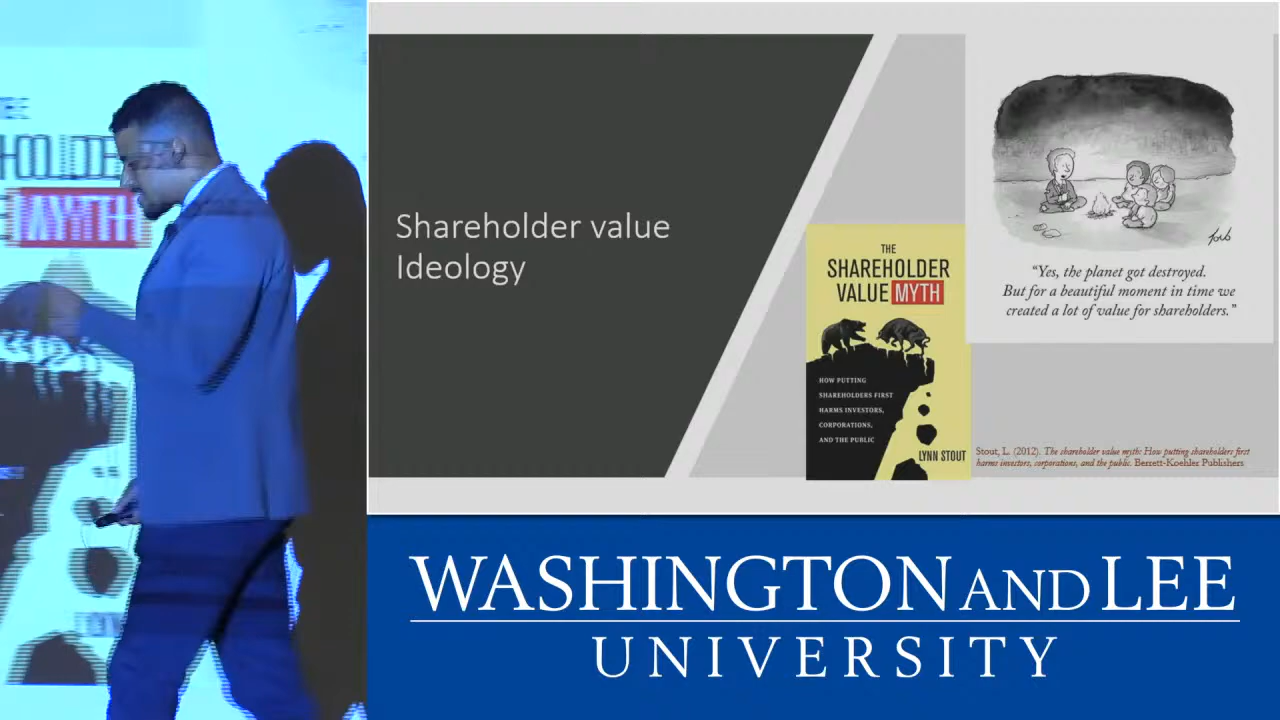 Shareholder value
Ideology
THE
SHAREHOLDER
VALUE MYTH
HOW PUTTING
SHAREHOLDERS FIRST
HARMS INVESTORS,
CORPORATIONS,
AND THE PUBLIC
LYNN STOUT
“Yes, the planet got destroyed.
But for a beautiful moment in time we
created a lot of value for shareholders.”
Stout, L. (2012). The shareholder value myth: How putting shareholders first
harms investors, corporations, and the public. Berrett-Koehler Publishers
MYTH
WASHINGTON AND LEE
UNIVERSITY